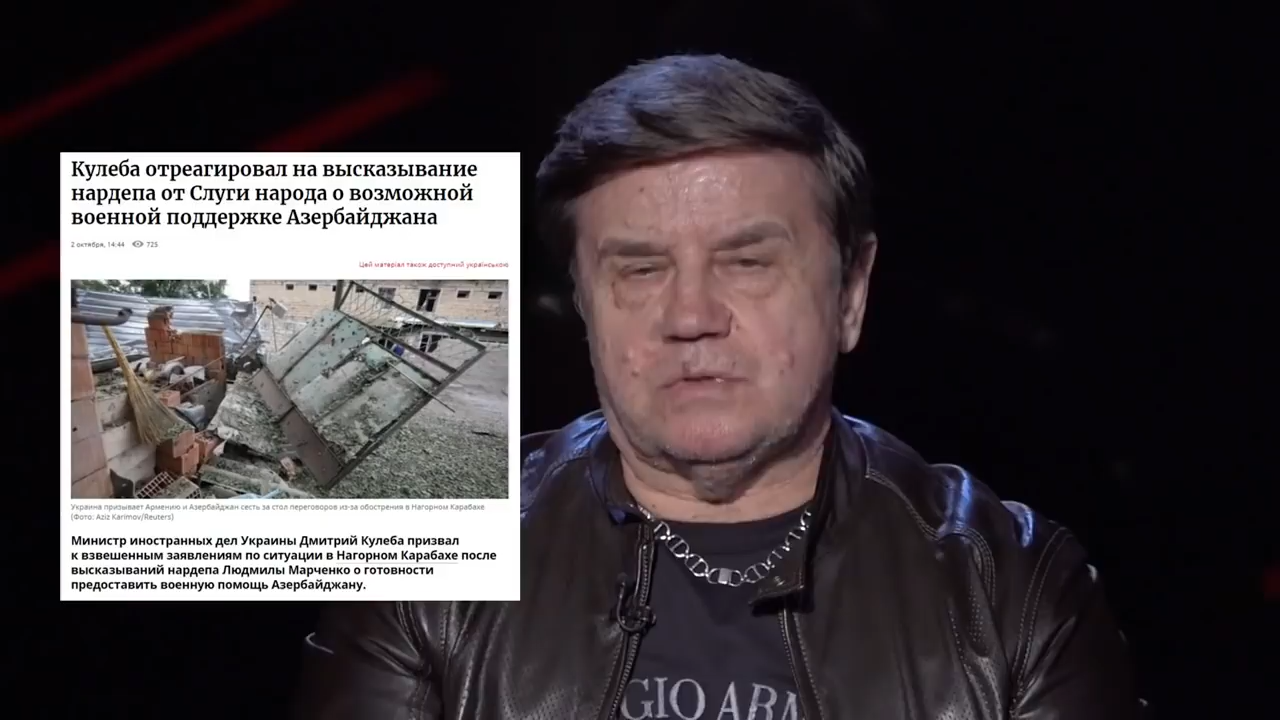 Кулеба отреагировал на высказывание
нардепа от Слуги народа о возможной
военной поддержке Азербайджана
2 октября, 14:44 725
Цей матеріал також доступний українською
Украина призывает Армению и Азербайджан сесть за стол переговоров из-за обострения в Нагорном Карабахе
(Фото: Aziz Karimov/Reuters)
Министр иностранных дел Украины Дмитрий Кулеба призвал
к взвешенным заявлениям по ситуации в Нагорном Карабахе после
высказываний нардепа Людмилы Марченко о готовности
предоставить военную помощь Азербайджану.
GIO ARM